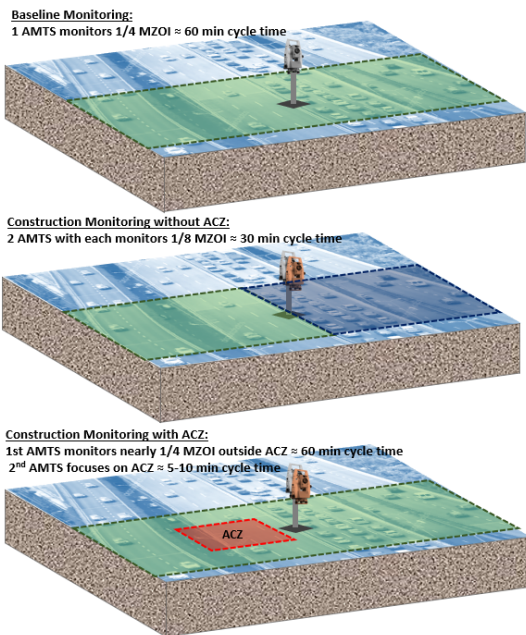 Baseline Monitoring:
1 AMTS monitors 1/4 MZOI ≈ 60 min cycle time
Construction Monitoring without ACZ:
2 AMTS with each monitors 1/8 MZOI ≈ 30 min cycle time
Construction Monitoring with ACZ:
1st AMTS monitors nearly 1/4 MZOI outside ACZ ≈ 60 min cycle time
2nd AMTS focuses on ACZ ≈ 5-10 min cycle time
ACZ